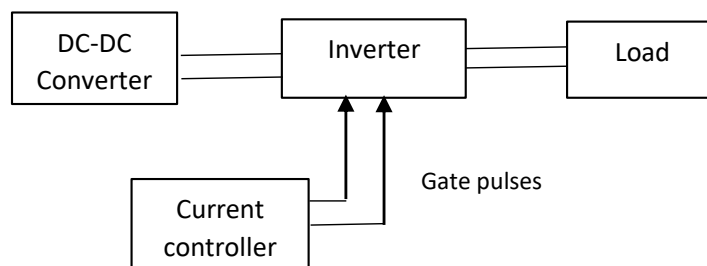 DC-DC
Converter
Inverter
Load
Gate pulses
Current
controller